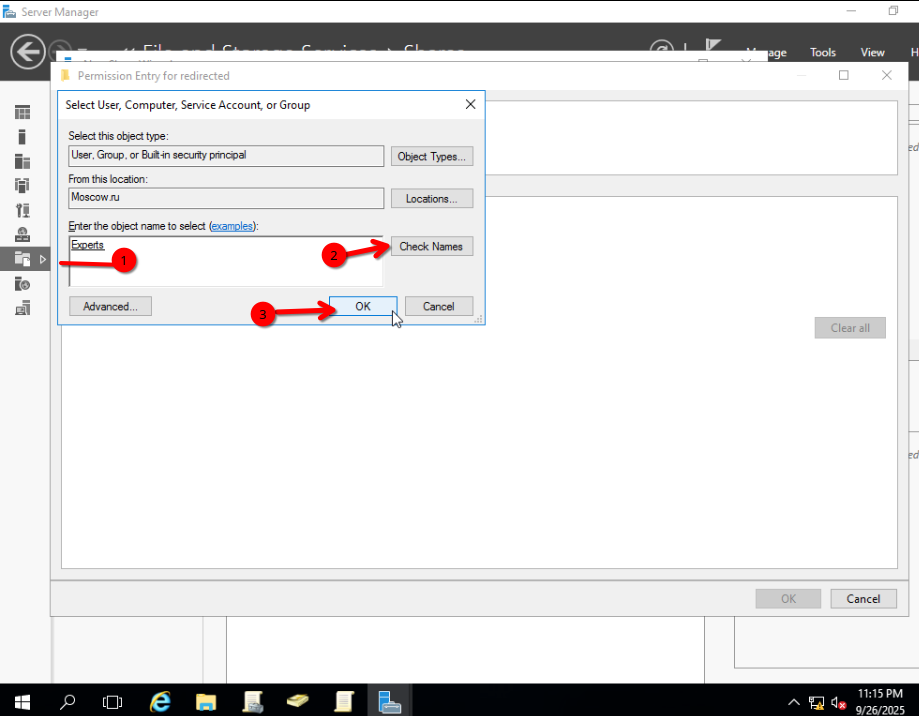 Server Manager
File and Storage Services
Shares
Manage
Tools
View
H
Permission Entry for redirected
Select User, Computer, Service Account, or Group
Select this object type:
User, Group, or Built-in security principal
Object Types...
From this location:
Moscow.ru
Locations...
Enter the object name to select (examples):
Experts
Check Names
1
2
Advanced...
OK
Cancel
3
Clear all
OK
Cancel
11:15 PM
9/26/2025